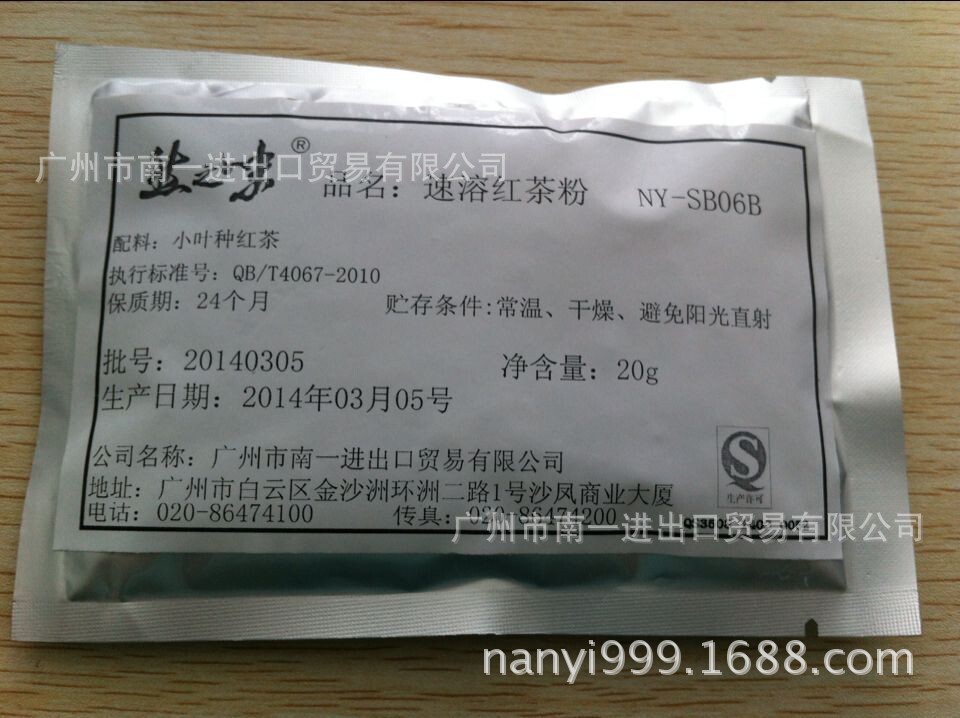 广州市南一进出口贸易有限公司
®
品名：速溶红茶粉 NY-SB06B
配料：小叶种红茶
执行标准号：QB/T4067-2010
保质期：24个月 贮存条件:常温、干燥、避免阳光直射
批号：20140305 净含量：20g
生产日期：2014年03月05号
公司名称：广州市南一进出口贸易有限公司
地址：广州市白云区金沙洲环洲二路1号沙凤商业大厦
电话：020-86474100 传真：020-86474200
生产许可
广州市南一进出口贸易有限公司
nanyi999.1688.com